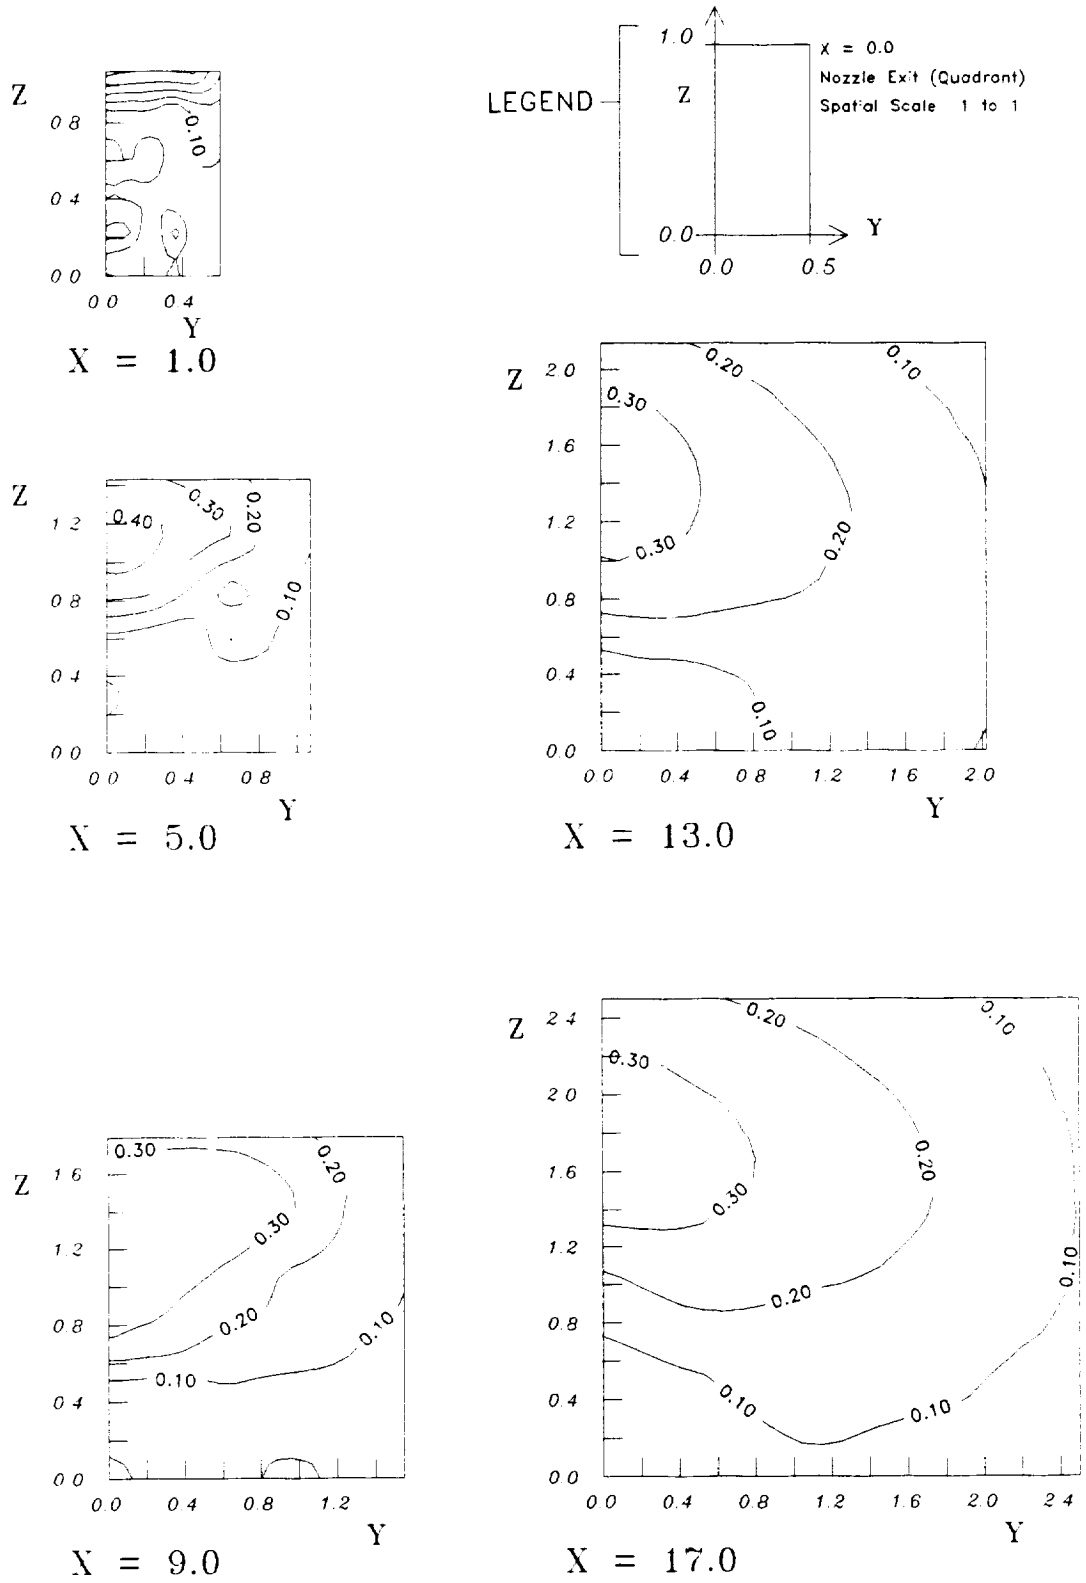 Z
0.8
0.4
0.0
0.0 0.4
Y
0.10
X = 1.0
LEGEND
1.0
Z
0.0
0.0 0.5
Y
X = 0.0
Nozzle Exit (Quadrant)
Spatial Scale 1 to 1
Z
1.2
0.8
0.4
0.0
0.0 0.4 0.8
Y
0.40
0.30
0.20
0.10
X = 5.0
Z
2.0
1.6
1.2
0.8
0.4
0.0
0.0 0.4 0.8 1.2 1.6 2.0
Y
0.20
0.10
0.30
0.30
0.20
0.10
X = 13.0
Z
1.6
1.2
0.8
0.4
0.0
0.0 0.4 0.8 1.2
Y
0.30
0.20
0.30
0.20
0.10
0.10
X = 9.0
Z
2.4
2.0
1.6
1.2
0.8
0.4
0.0
0.0 0.4 0.8 1.2 1.6 2.0 2.4
Y
0.20
0.10
0.30
0.20
0.30
0.10
0.20
0.10
0.10
X = 17.0